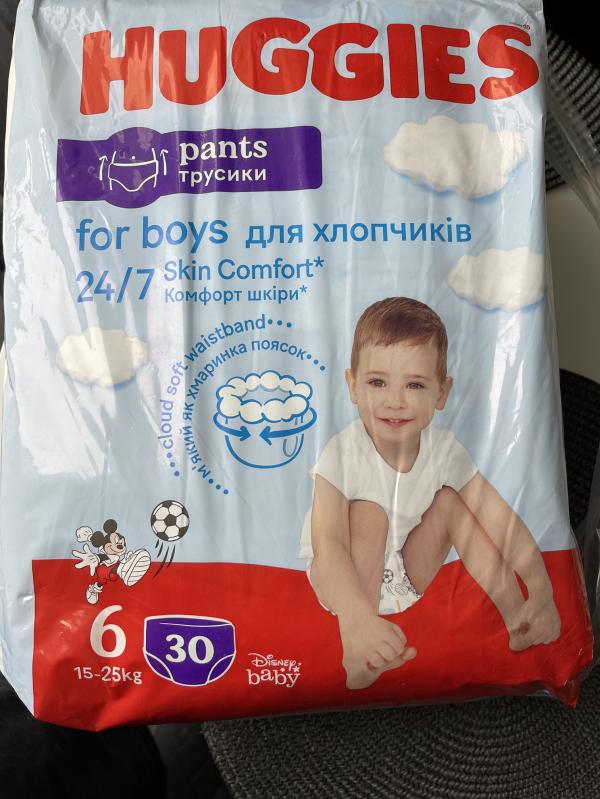 HUGGIES
pants
трусики
for boys для хлопчиків
24/7 Skin Comfort*
Комфорт шкіри*
...cloud soft waistband...
...м'який як хмаринка поясок...
6
15-25kg
30
Disney
baby